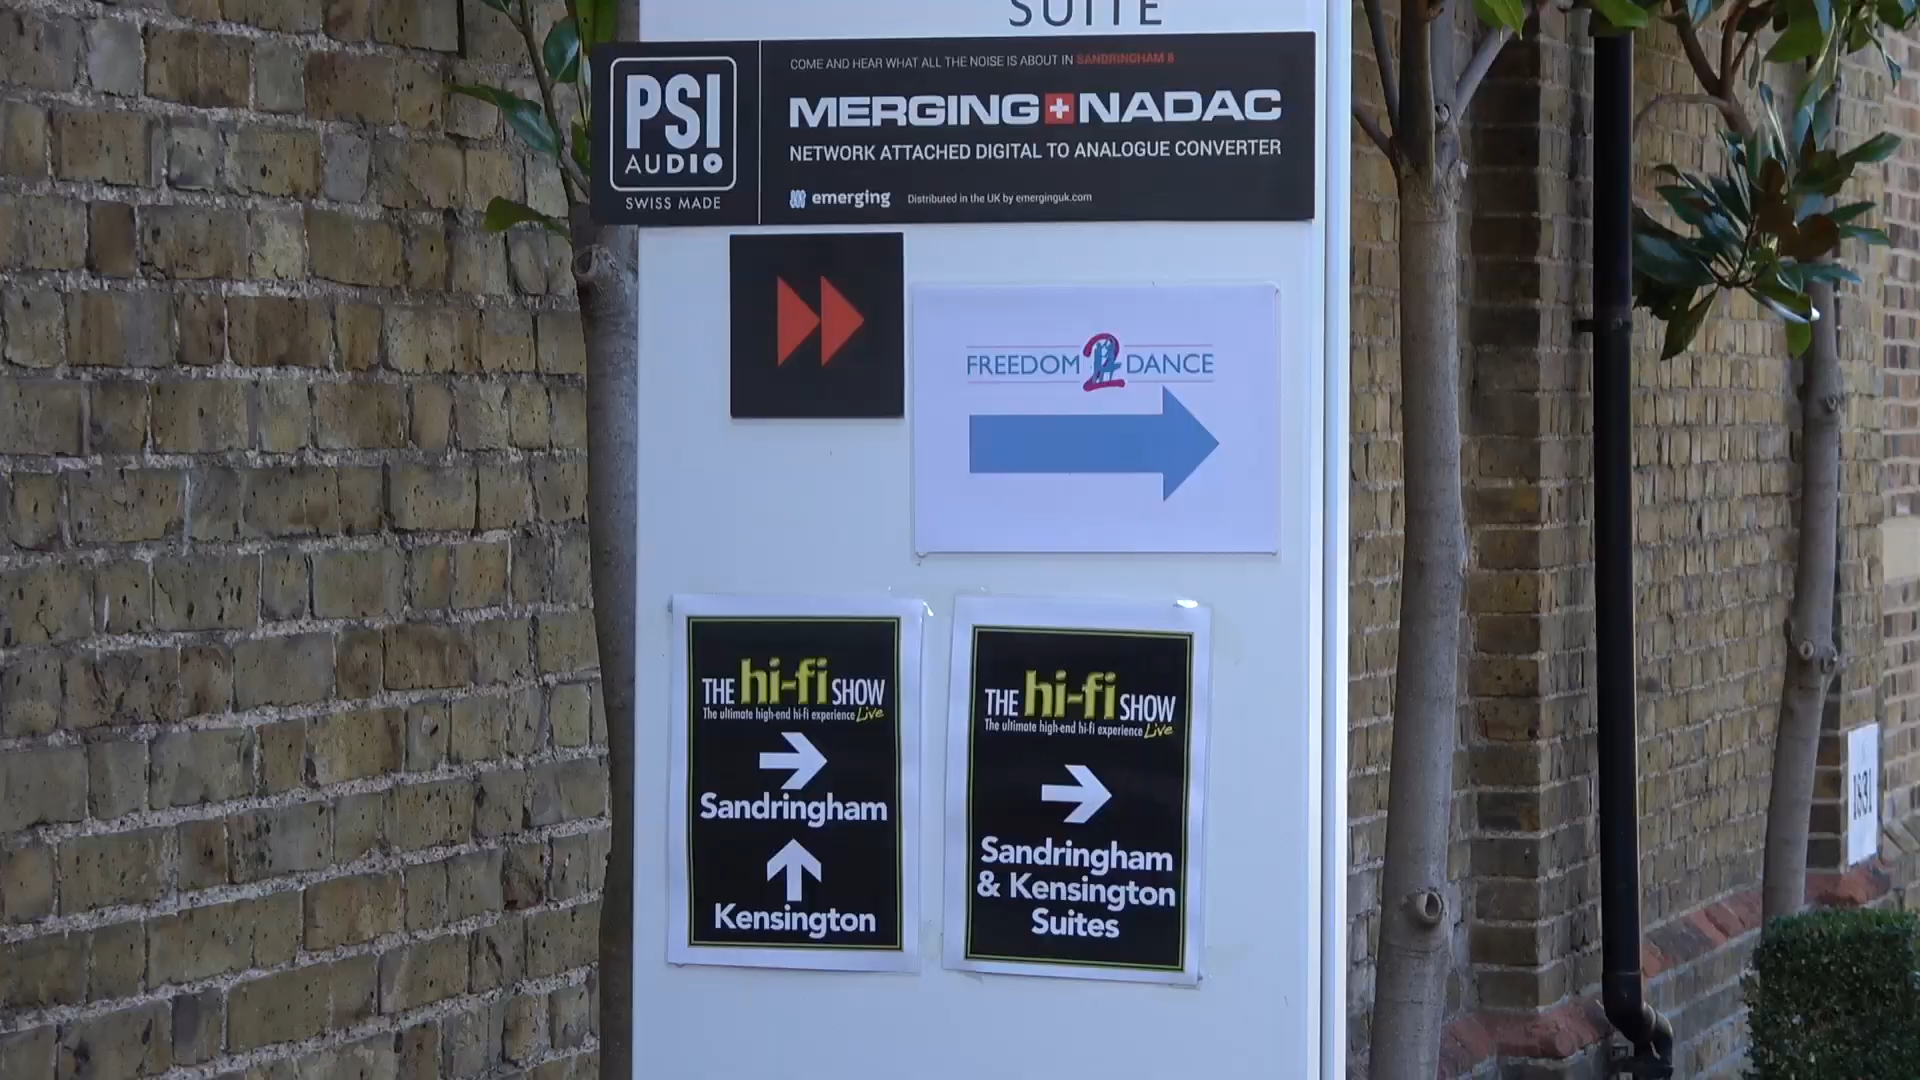 SUITE
PSI
AUDIO
SWISS MADE
COME AND HEAR WHAT ALL THE NOISE IS ABOUT IN SANDRINGHAM 8
MERGING+NADAC
NETWORK ATTACHED DIGITAL TO ANALOGUE CONVERTER
emerging Distributed in the UK by emerginguk.com
FREEDOM 2 DANCE
THE hi-fi SHOW
The ultimate high-end hi-fi experience Live
Sandringham
Kensington
THE hi-fi SHOW
The ultimate high-end hi-fi experience Live
Sandringham
& Kensington
Suites